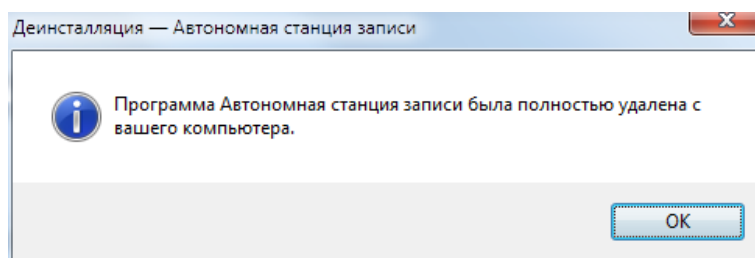 Деинсталляция — Автономная станция записи
Программа Автономная станция записи была полностью удалена с
вашего компьютера.
OK